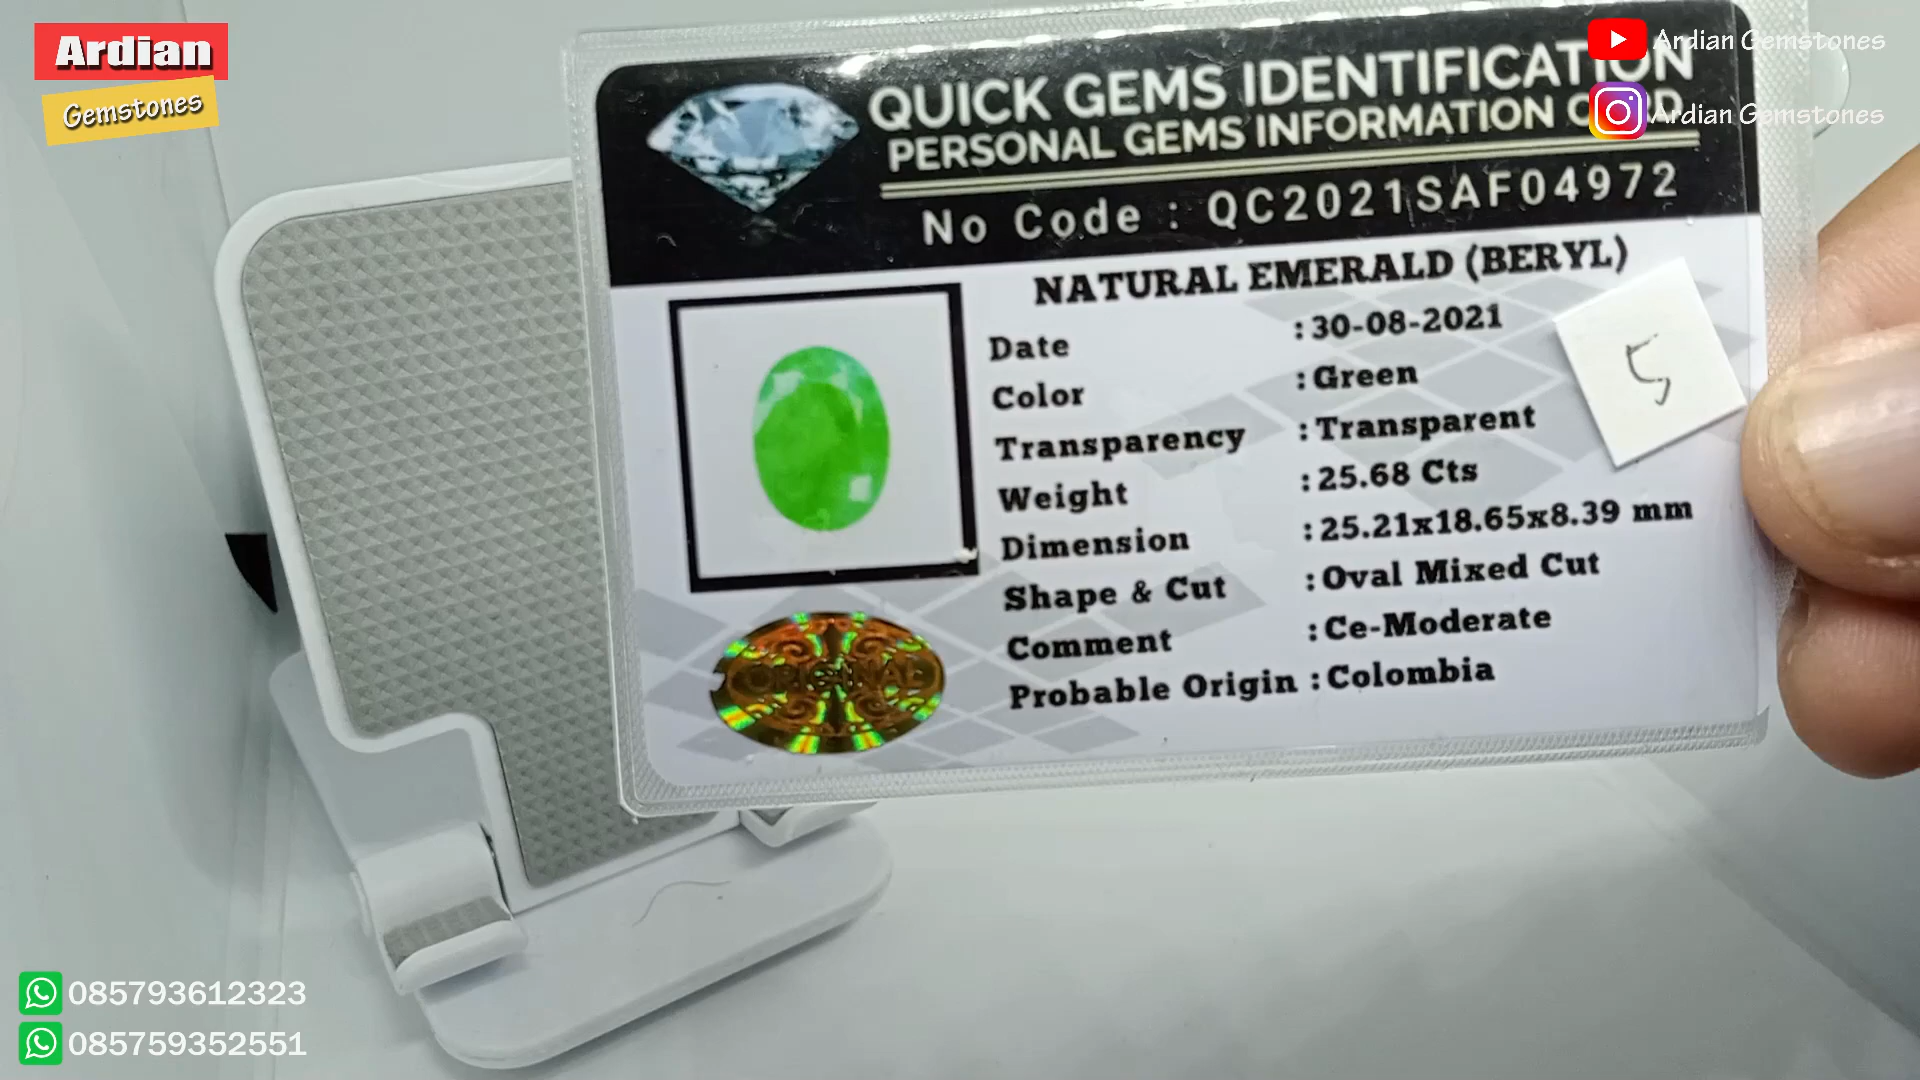 Ardian
Gemstones
Ardian Gemstones
Ardian Gemstones
QUICK GEMS IDENTIFICATION
PERSONAL GEMS INFORMATION
No Code : QC2021SAF04972
NATURAL EMERALD (BERYL)
Date : 30-08-2021
Color : Green
Transparency : Transparent
Weight : 25.68 Cts
Dimension : 25.21x18.65x8.39 mm
Shape & Cut : Oval Mixed Cut
Comment : Ce-Moderate
Probable Origin : Colombia
5
ORIGINAL
085793612323
085759352551